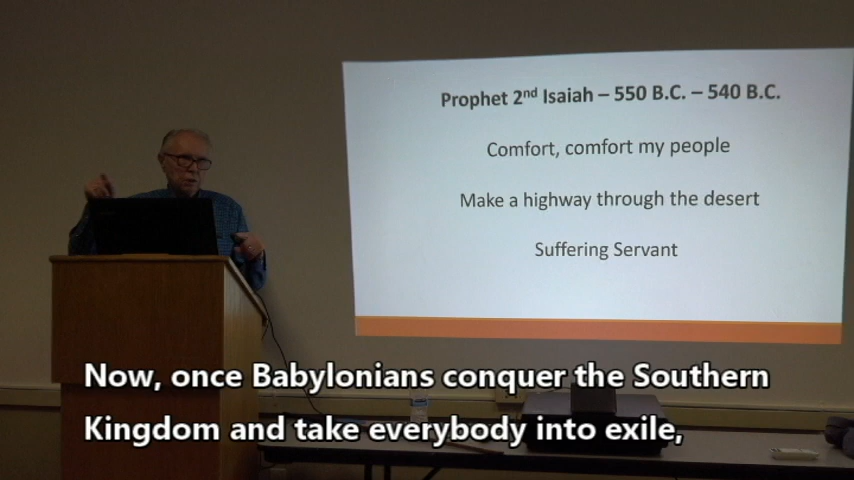 Prophet 2nd Isaiah – 550 B.C. – 540 B.C.
Comfort, comfort my people
Make a highway through the desert
Suffering Servant
Now, once Babylonians conquer the Southern
Kingdom and take everybody into exile,